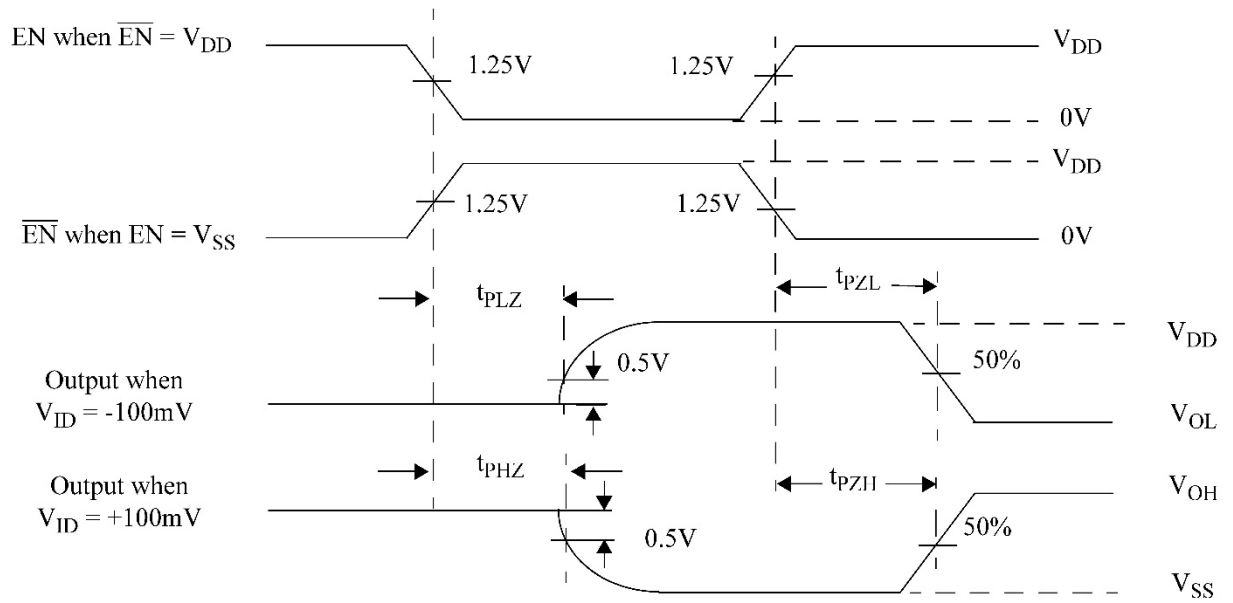 EN when E̅N̅ = VDD
1.25V
1.25V
VDD
0V
VDD
1.25V
1.25V
E̅N̅ when EN = VSS
0V
tPLZ
tPZL
VDD
0.5V
50%
Output when
VID = -100mV
VOL
tPHZ
tPZH
VOH
Output when
VID = +100mV
0.5V
50%
VSS